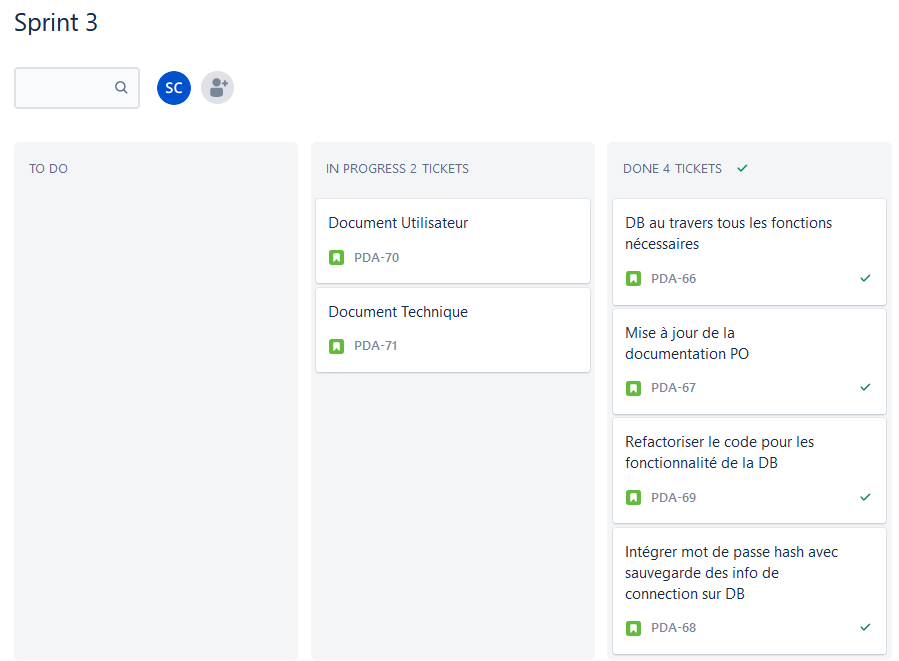 Sprint 3
SC
TO DO
IN PROGRESS 2 TICKETS
Document Utilisateur
PDA-70
Document Technique
PDA-71
DONE 4 TICKETS
DB au travers tous les fonctions
nécessaires
PDA-66
Mise à jour de la
documentation PO
PDA-67
Refactoriser le code pour les
fonctionnalité de la DB
PDA-69
Intégrer mot de passe hash avec
sauvegarde des info de
connection sur DB
PDA-68